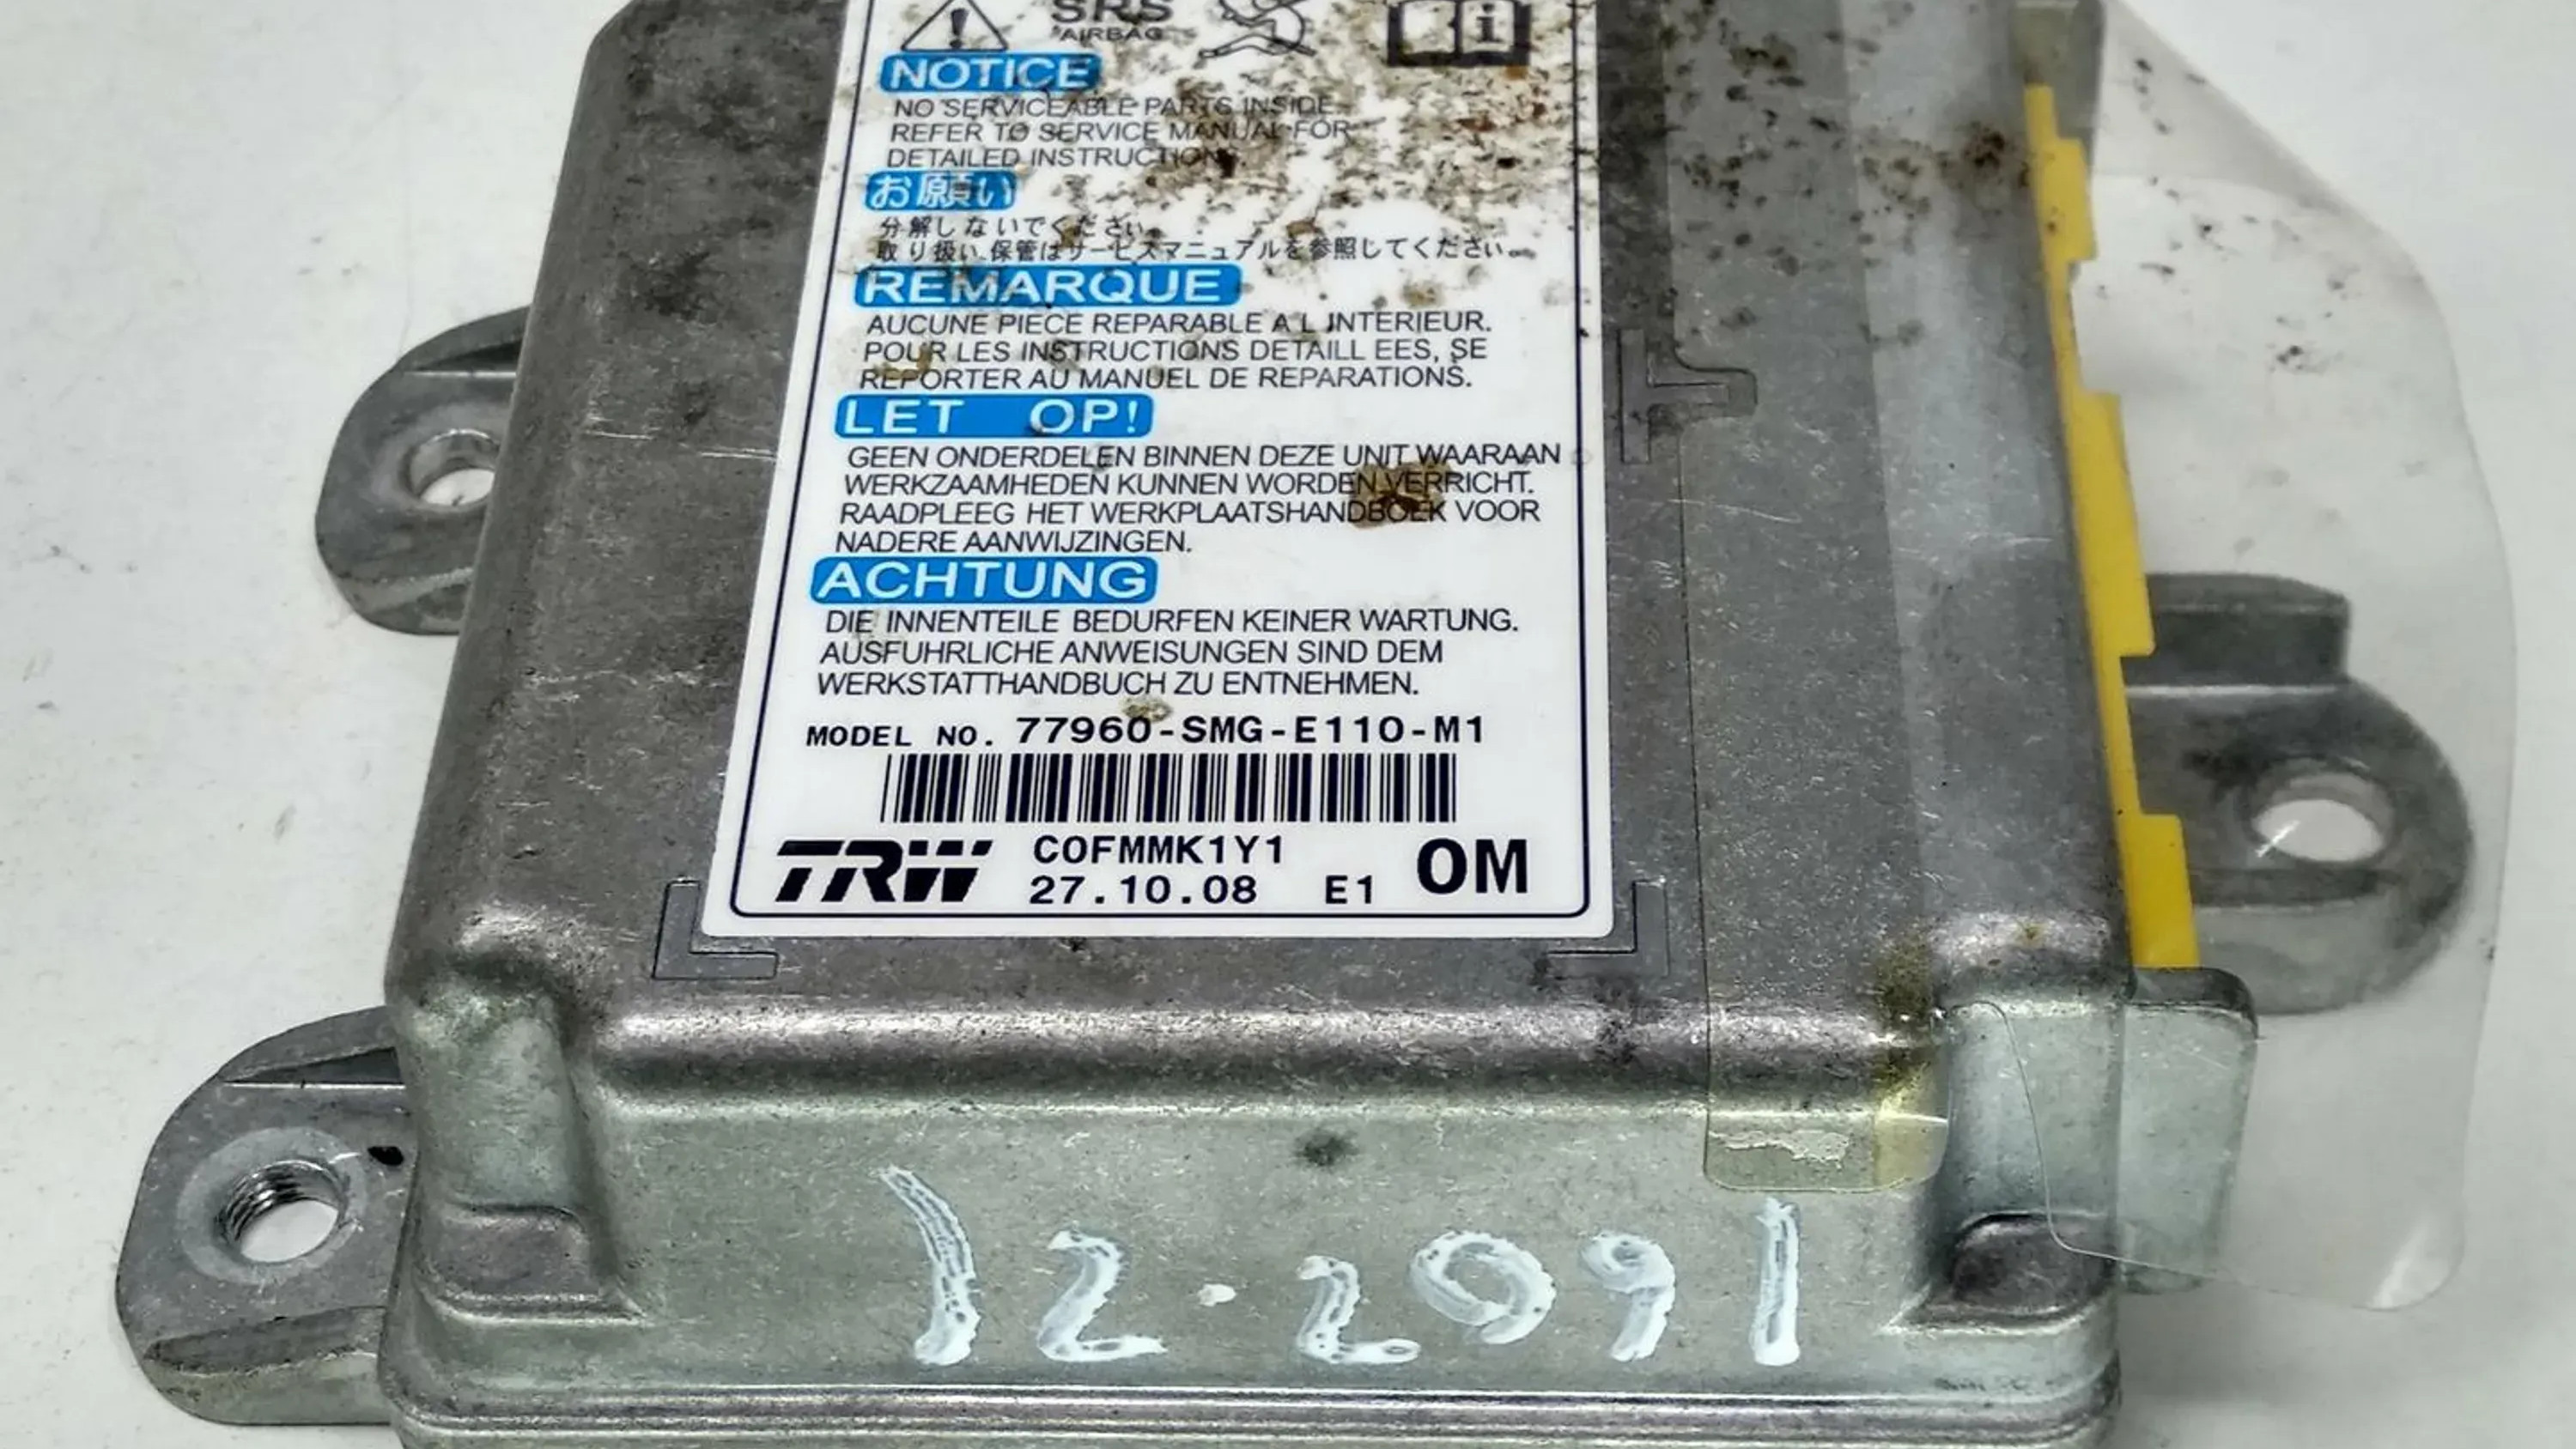 SRS
AIRBAG
NOTICE
NO SERVICEABLE PARTS INSIDE
REFER TO SERVICE MANUAL FOR
DETAILED INSTRUCTIONS.
お願い
分解しないでください。
取り扱い、保管はサービスマニュアルを参照してください。
REMARQUE
AUCUNE PIECE REPARABLE A L INTERIEUR.
POUR LES INSTRUCTIONS DETAILL EES, SE
REPORTER AU MANUEL DE REPARATIONS.
LET OP!
GEEN ONDERDELEN BINNEN DEZE UNIT WAARAAN
WERKZAAMHEDEN KUNNEN WORDEN VERRICHT.
RAADPLEEG HET WERKPLAATSHANDBOEK VOOR
NADERE AANWIJZINGEN.
ACHTUNG
DIE INNENTEILE BEDURFEN KEINER WARTUNG.
AUSFUHRLICHE ANWEISUNGEN SIND DEM
WERKSTATTHANDBUCH ZU ENTNEHMEN.
MODEL NO. 77960-SMG-E110-M1
TRW C0FMMK1Y1
27.10.08 E1 0M
12.2091